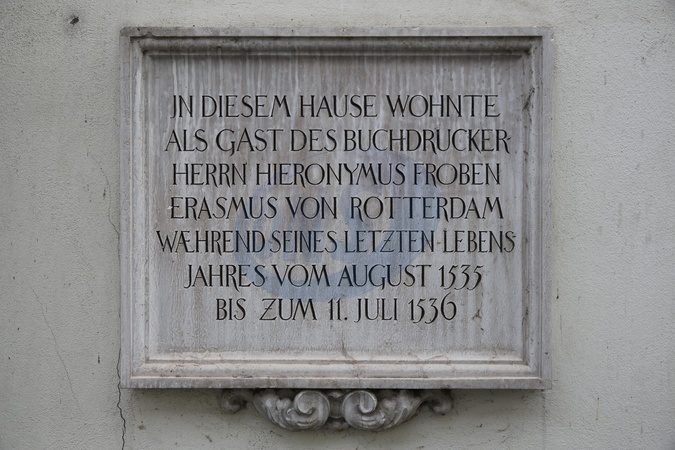 IN DIESEM HAUSE WOHNTE
ALS GAST DES BUCHDRUCKER-
HERRN HIERONYMUS FROBEN
ERASMUS VON ROTTERDAM
WÆHREND SEINES LETZTEN LEBENS-
JAHRES VOM AUGUST 1535
BIS ZUM 11. JULI 1536